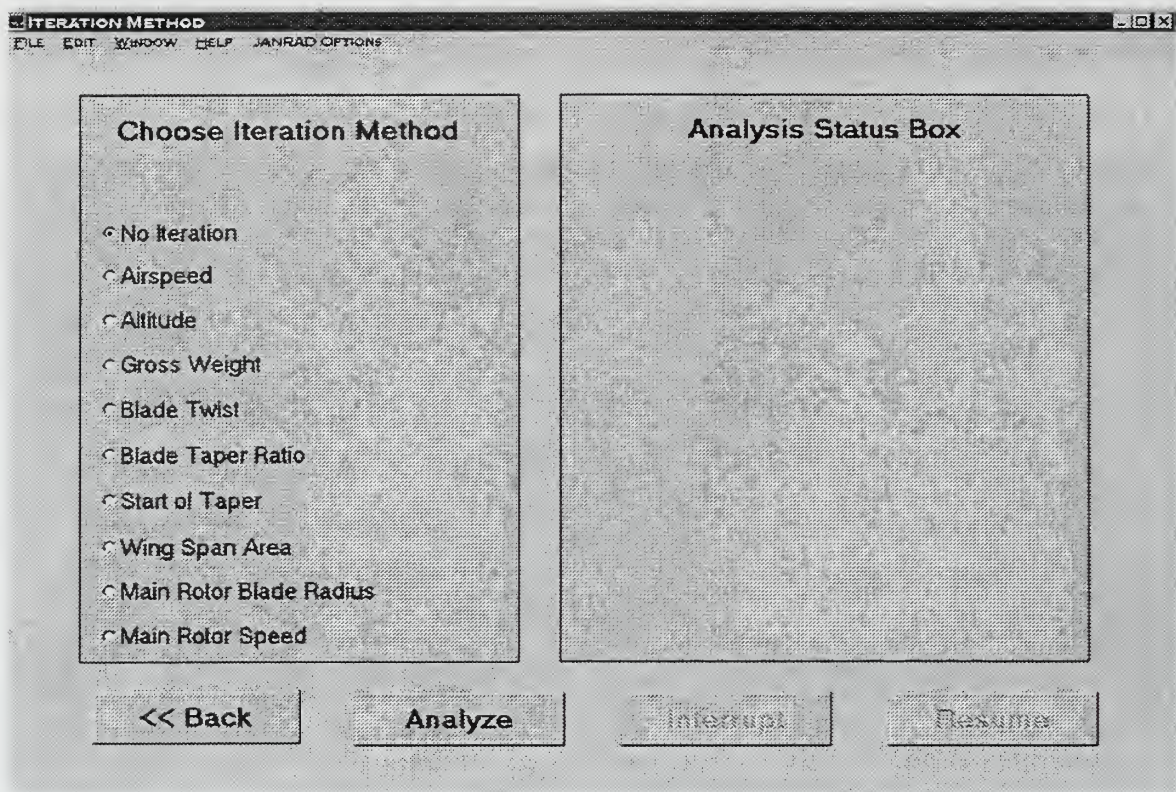 ITERATION METHOD
FILE EDIT WINDOW HELP JANRAD OPTIONS
Choose Iteration Method
No Iteration
Airspeed
Altitude
Gross Weight
Blade Twist
Blade Taper Ratio
Start of Taper
Wing Span Area
Main Rotor Blade Radius
Main Rotor Speed
Analysis Status Box
<< Back
Analyze
Interrupt
Resume